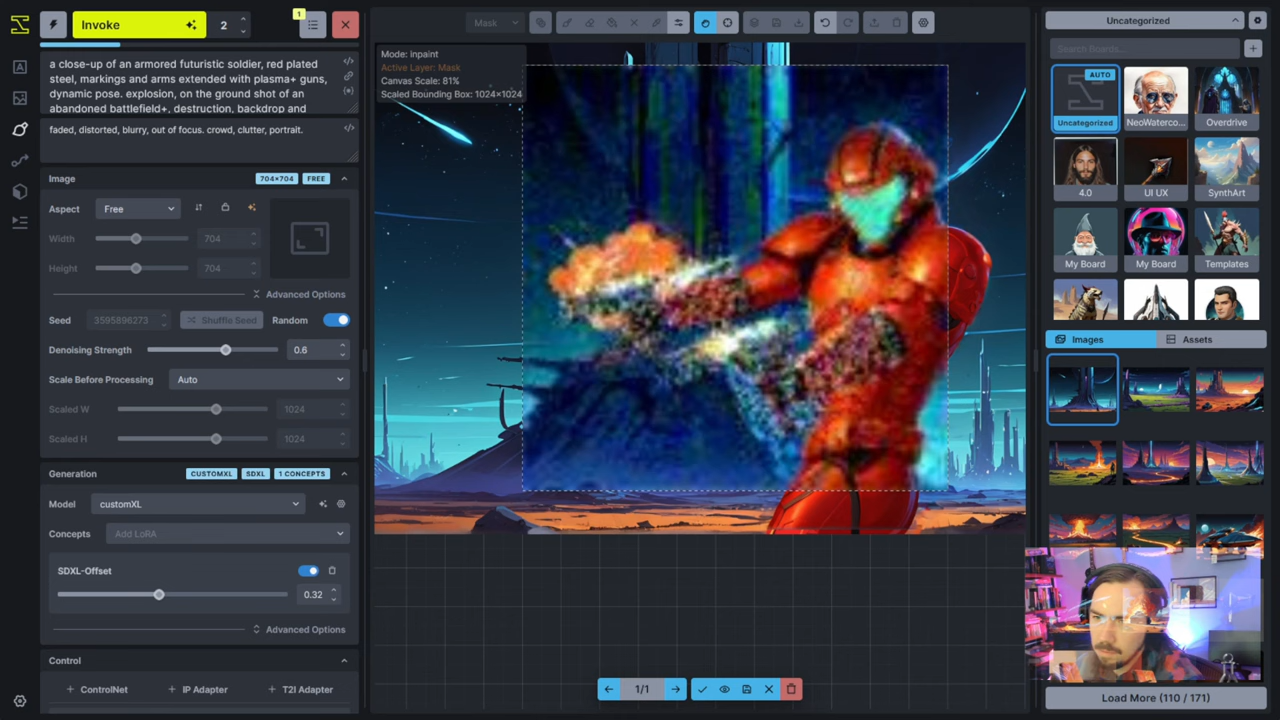 Invoke
2
1
a close-up of an armored futuristic soldier, red plated
steel, markings and arms extended with plasma+ guns,
dynamic pose. explosion, on the ground shot of an
abandoned battlefield+. destruction. backdrop and
faded, distorted, blurry, out of focus. crowd, clutter, portrait.
Image
704×704
FREE
Aspect
Free
Width
704
Height
704
Advanced Options
Seed
3595896273
Shuffle Seed
Random
Denoising Strength
0.6
Scale Before Processing
Auto
Scaled W
1024
Scaled H
1024
Generation
CUSTOMXL
SDXL
1 CONCEPTS
Model
customXL
Concepts
Add LoRA
SDXL-Offset
0.32
Advanced Options
Control
+ ControlNet
+ IP Adapter
+ T2I Adapter
Mask
Mode: Inpaint
Active Layer: Mask
Canvas Scale: 81%
Scaled Bounding Box: 1024×1024
1/1
Uncategorized
Search Boards...
AUTO
Uncategorized
NeoWaterco...
Overdrive
4.0
UI UX
SynthArt
My Board
My Board
Templates
Images
Assets
Load More (110 / 171)